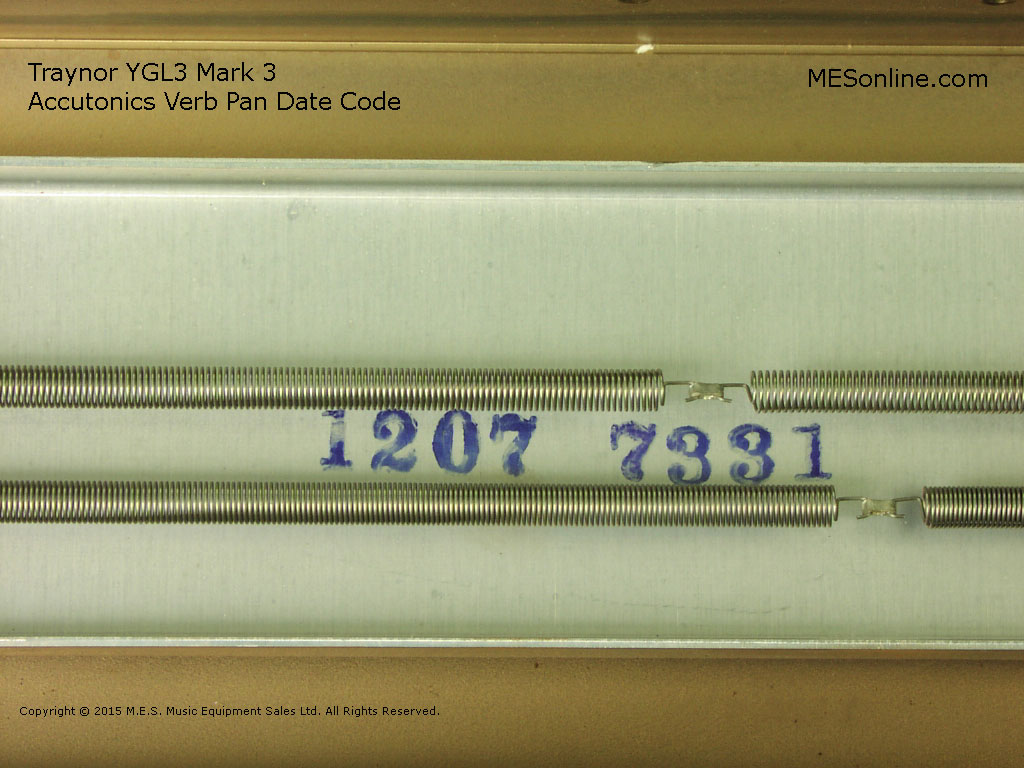 Traynor YGL3 Mark 3
Accutonics Verb Pan Date Code
MESonline.com
1207 7331
Copyright © 2015 M.E.S. Music Equipment Sales Ltd. All Rights Reserved.